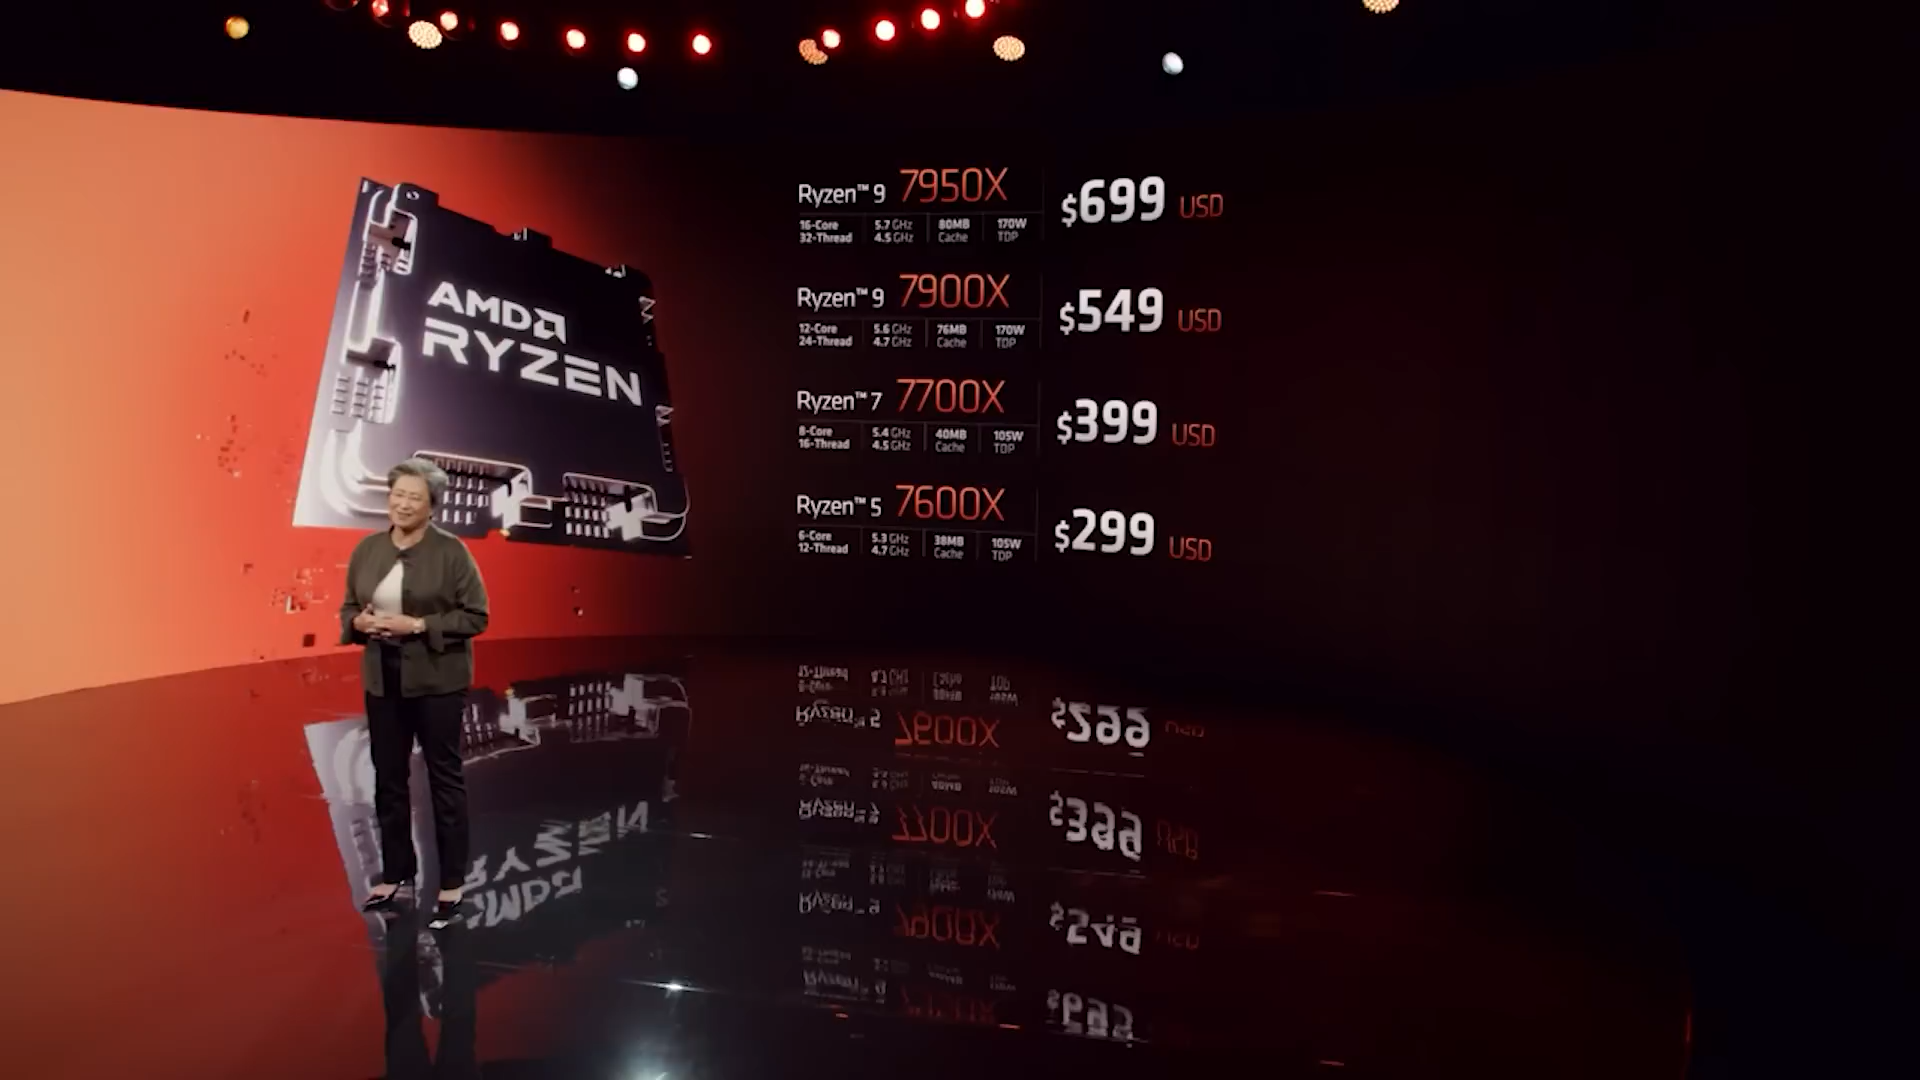 AMD
RYZEN
Ryzen™ 9 7950X
$699 USD
16-Core 5.7 GHz 80MB 170W
32-Thread 4.5 GHz Cache TDP
Ryzen™ 9 7900X
$549 USD
12-Core 5.6 GHz 76MB 170W
24-Thread 4.7 GHz Cache TDP
Ryzen™ 7 7700X
$399 USD
8-Core 5.4 GHz 40MB 105W
16-Thread 4.5 GHz Cache TDP
Ryzen™ 5 7600X
$299 USD
6-Core 5.3 GHz 38MB 105W
12-Thread 4.7 GHz Cache TDP